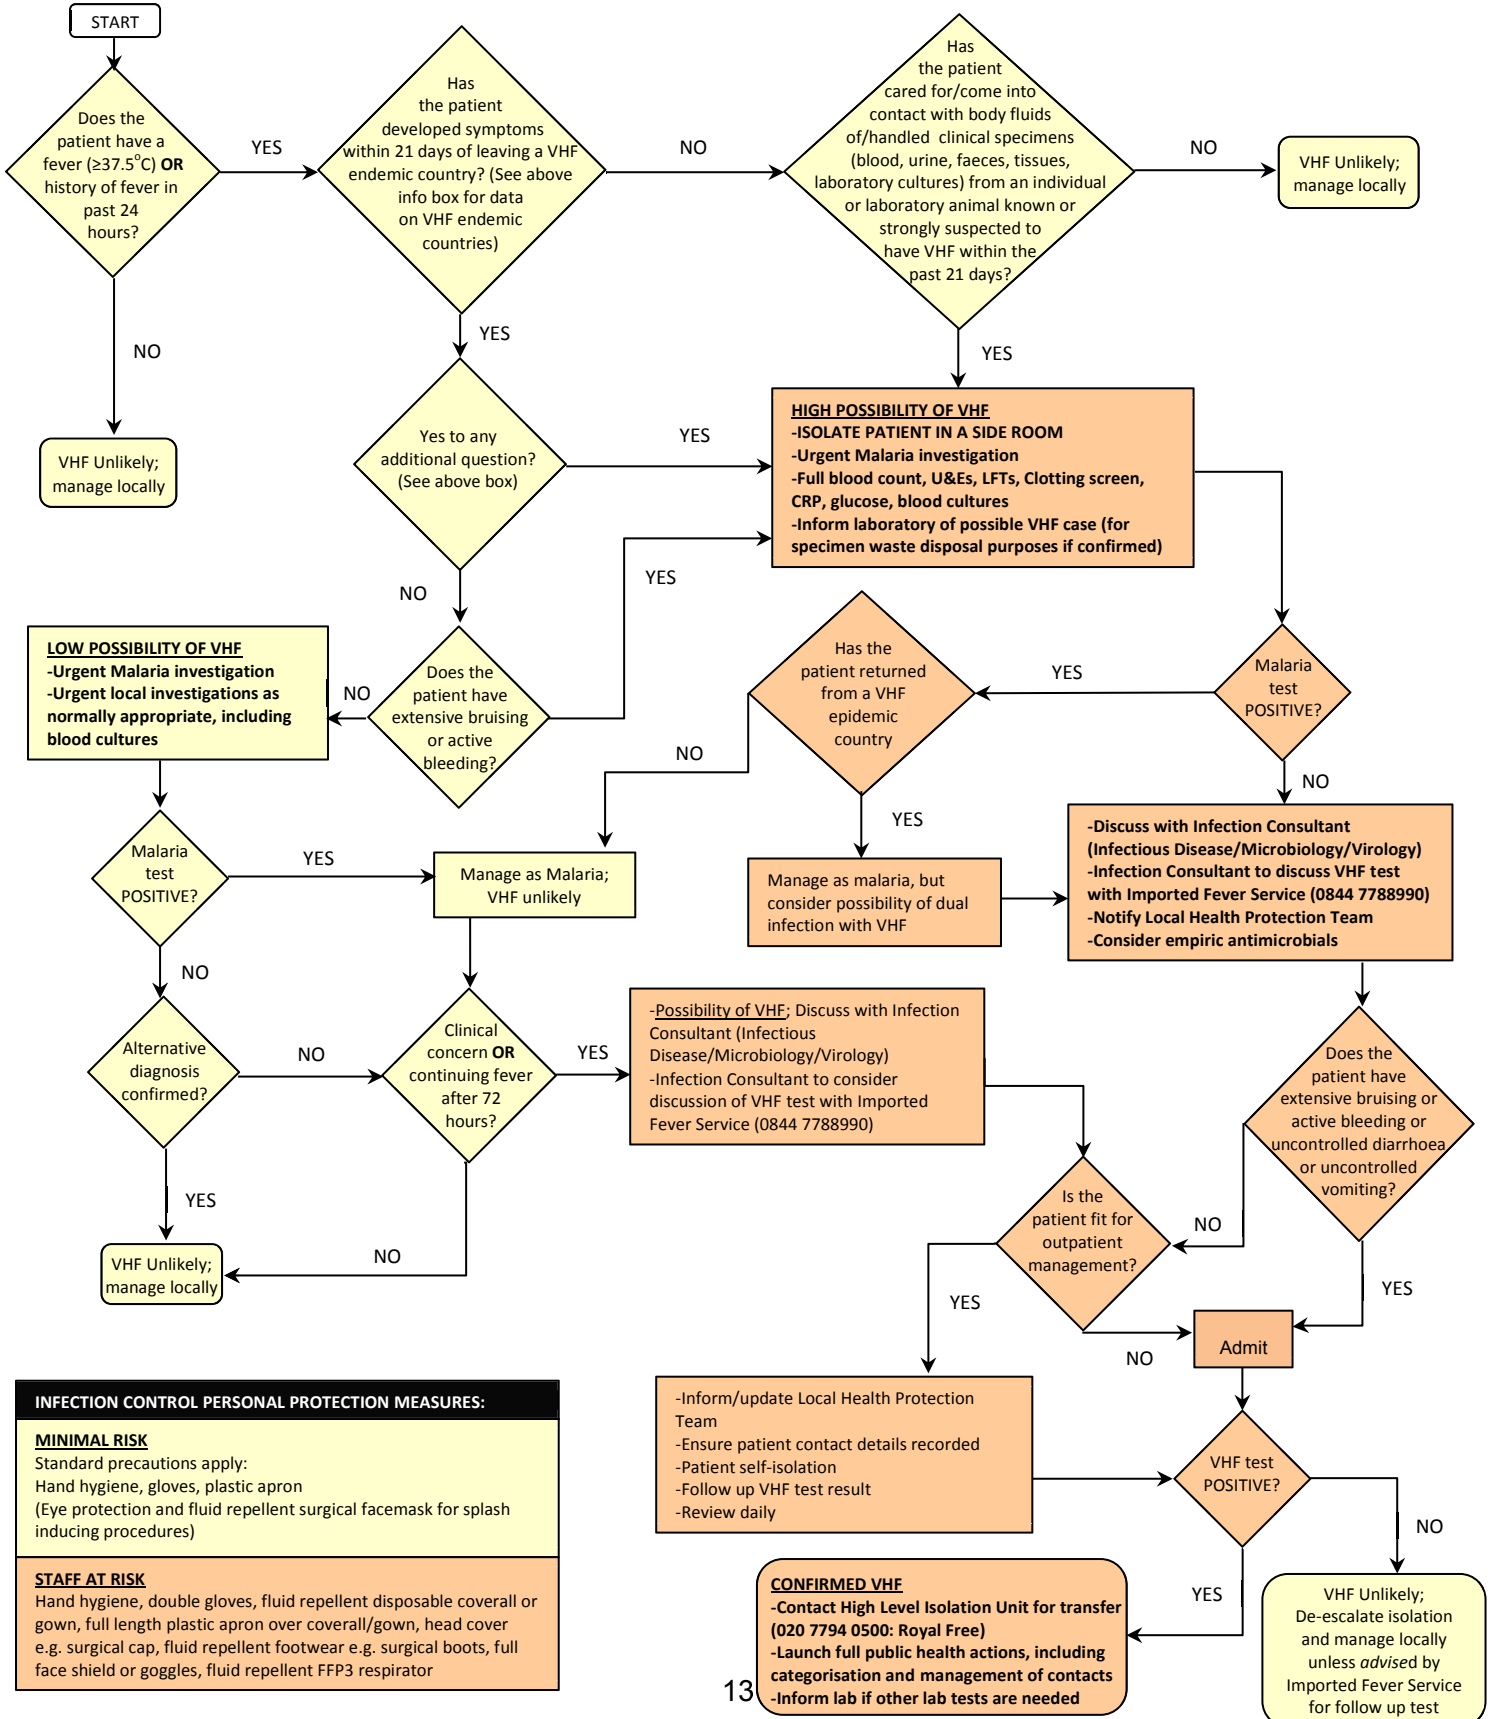 START
Does the
patient have a
fever (≥37.5°C) OR
history of fever in
past 24
hours?
YES
Has
the patient
developed symptoms
within 21 days of leaving a VHF
endemic country? (See above
info box for data
on VHF endemic
countries)
NO
Has
the patient
cared for/come into
contact with body fluids
of/handled clinical specimens
(blood, urine, faeces, tissues,
laboratory cultures) from an individual
or laboratory animal known or
strongly suspected to
have VHF within the
past 21 days?
NO
VHF Unlikely;
manage locally
NO
VHF Unlikely;
manage locally
YES
YES
Yes to any
additional question?
(See above box)
YES
HIGH POSSIBILITY OF VHF
-ISOLATE PATIENT IN A SIDE ROOM
-Urgent Malaria investigation
-Full blood count, U&Es, LFTs, Clotting screen,
CRP, glucose, blood cultures
-Inform laboratory of possible VHF case (for
specimen waste disposal purposes if confirmed)
NO
YES
LOW POSSIBILITY OF VHF
-Urgent Malaria investigation
-Urgent local investigations as
normally appropriate, including
blood cultures
NO
Does the
patient have
extensive bruising
or active
bleeding?
Has the
patient returned
from a VHF
epidemic
country
YES
Malaria
test
POSITIVE?
NO
NO
YES
Malaria
test
POSITIVE?
YES
Manage as Malaria;
VHF unlikely
Manage as malaria, but
consider possibility of dual
infection with VHF
-Discuss with Infection Consultant
(Infectious Disease/Microbiology/Virology)
-Infection Consultant to discuss VHF test
with Imported Fever Service (0844 7788990)
-Notify Local Health Protection Team
-Consider empiric antimicrobials
NO
Alternative
diagnosis
confirmed?
NO
Clinical
concern OR
continuing fever
after 72
hours?
YES
-Possibility of VHF; Discuss with Infection
Consultant (Infectious
Disease/Microbiology/Virology)
-Infection Consultant to consider
discussion of VHF test with Imported
Fever Service (0844 7788990)
Does the
patient have
extensive bruising or
active bleeding or
uncontrolled diarrhoea
or uncontrolled
vomiting?
YES
NO
VHF Unlikely;
manage locally
Is the
patient fit for
outpatient
management?
NO
YES
YES
NO
Admit
-Inform/update Local Health Protection
Team
-Ensure patient contact details recorded
-Patient self-isolation
-Follow up VHF test result
-Review daily
VHF test
POSITIVE?
NO
YES
INFECTION CONTROL PERSONAL PROTECTION MEASURES:
MINIMAL RISK
Standard precautions apply:
Hand hygiene, gloves, plastic apron
(Eye protection and fluid repellent surgical facemask for splash
inducing procedures)
STAFF AT RISK
Hand hygiene, double gloves, fluid repellent disposable coverall or
gown, full length plastic apron over coverall/gown, head cover
e.g. surgical cap, fluid repellent footwear e.g. surgical boots, full
face shield or goggles, fluid repellent FFP3 respirator
CONFIRMED VHF
-Contact High Level Isolation Unit for transfer
(020 7794 0500: Royal Free)
-Launch full public health actions, including
categorisation and management of contacts
-Inform lab if other lab tests are needed
VHF Unlikely;
De-escalate isolation
and manage locally
unless advised by
Imported Fever Service
for follow up test
13